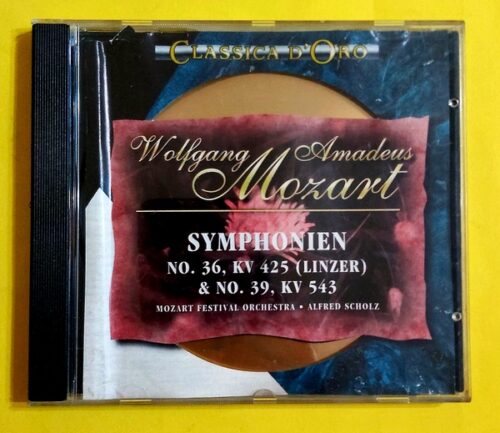 CLASSICA D'ORO
Wolfgang Amadeus
Mozart
SYMPHONIEN
NO. 36, KV 425 (LINZER)
& NO. 39, KV 543
MOZART FESTIVAL ORCHESTRA • ALFRED SCHOLZ